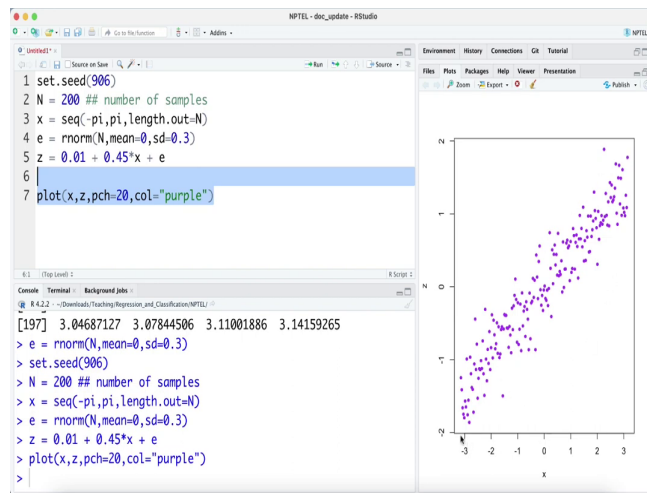 NPTEL - doc_update - RStudio
Go to file/function
Addins
NPTEL
Untitled1*
Source on Save
Run
Source
1 set.seed(906)
2 N = 200 ## number of samples
3 x = seq(-pi,pi,length.out=N)
4 e = rnorm(N,mean=0,sd=0.3)
5 z = 0.01 + 0.45*x + e
6
7 plot(x,z,pch=20,col="purple")
6:1 (Top Level) R Script
Console Terminal Background Jobs
R 4.2.2 · ~/Downloads/Teaching/Regression_and_Classification/NPTEL/
[197] 3.04687127 3.07844506 3.11001886 3.14159265
> e = rnorm(N,mean=0,sd=0.3)
> set.seed(906)
> N = 200 ## number of samples
> x = seq(-pi,pi,length.out=N)
> e = rnorm(N,mean=0,sd=0.3)
> z = 0.01 + 0.45*x + e
> plot(x,z,pch=20,col="purple")
>
Environment History Connections Git Tutorial
Files Plots Packages Help Viewer Presentation
Zoom Export Publish
2
1
0
-1
-2
z
-3 -2 -1 0 1 2 3
x